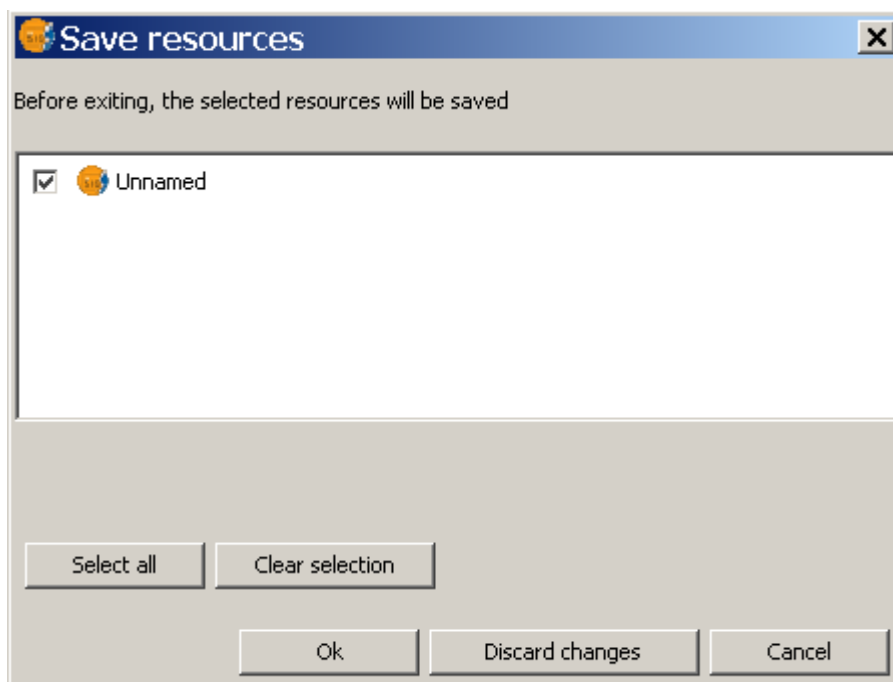 Save resources
Before exiting, the selected resources will be saved
Unnamed
Select all Clear selection
Ok Discard changes Cancel